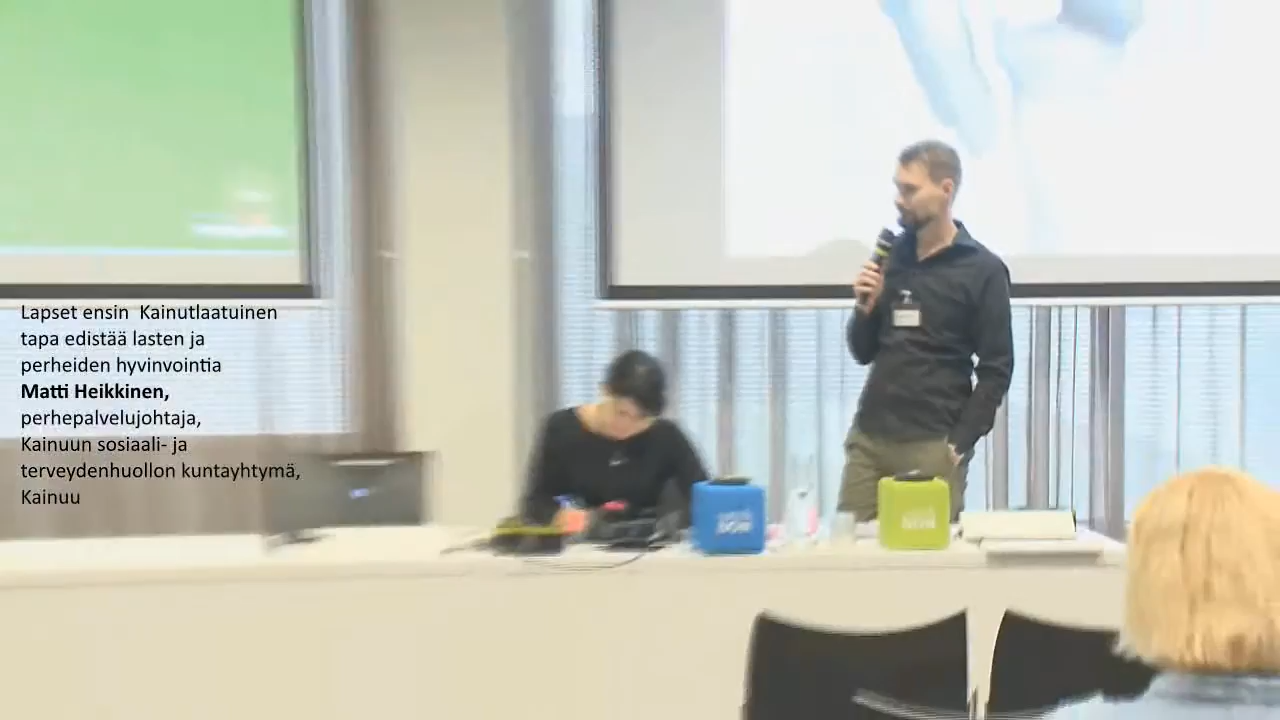 Lapset ensin  Kainutlaatuinen
tapa edistää lasten ja
perheiden hyvinvointia
Matti Heikkinen,
perhepalvelujohtaja,
Kainuun sosiaali- ja
terveydenhuollon kuntayhtymä,
Kainuu